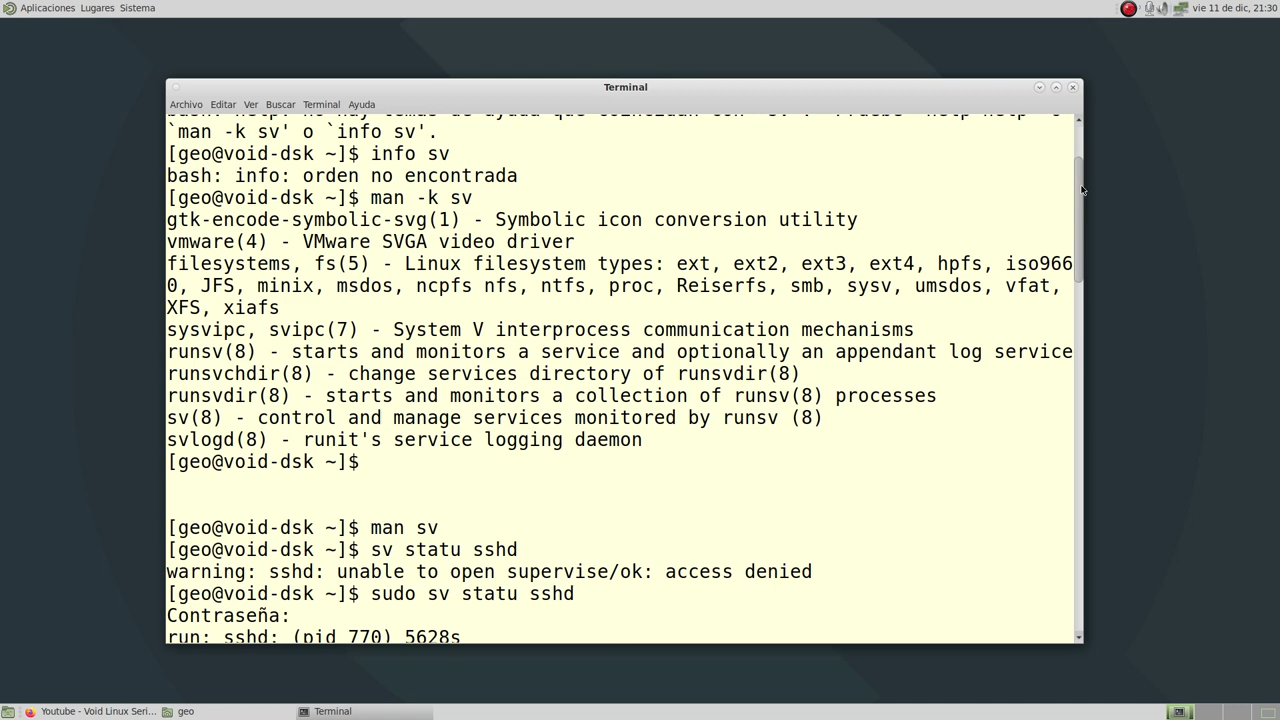 Aplicaciones Lugares Sistema
vie 11 de dic, 21:30
Terminal
Archivo Editar Ver Buscar Terminal Ayuda
`man -k sv' o `info sv'.
[geo@void-dsk ~]$ info sv
bash: info: orden no encontrada
[geo@void-dsk ~]$ man -k sv
gtk-encode-symbolic-svg(1) - Symbolic icon conversion utility
vmware(4) - VMware SVGA video driver
filesystems, fs(5) - Linux filesystem types: ext, ext2, ext3, ext4, hpfs, iso966
0, JFS, minix, msdos, ncpfs nfs, ntfs, proc, Reiserfs, smb, sysv, umsdos, vfat,
XFS, xiafs
sysvipc, svipc(7) - System V interprocess communication mechanisms
runsv(8) - starts and monitors a service and optionally an appendant log service
runsvchdir(8) - change services directory of runsvdir(8)
runsvdir(8) - starts and monitors a collection of runsv(8) processes
sv(8) - control and manage services monitored by runsv (8)
svlogd(8) - runit's service logging daemon
[geo@void-dsk ~]$
[geo@void-dsk ~]$ man sv
[geo@void-dsk ~]$ sv statu sshd
warning: sshd: unable to open supervise/ok: access denied
[geo@void-dsk ~]$ sudo sv statu sshd
Contraseña:
run: sshd: (pid 770) 5628s
Youtube - Void Linux Seri...
geo
Terminal